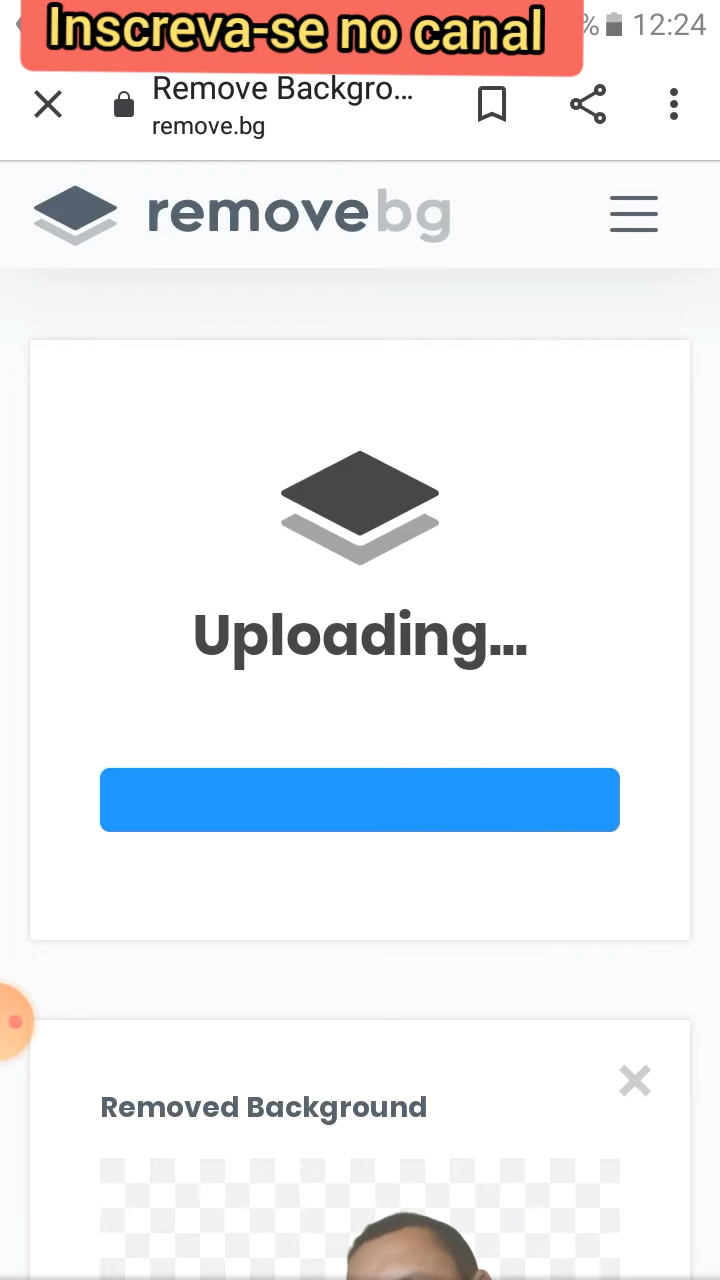 Inscreva-se no canal
% 12:24
Remove Backgro...
remove.bg
removebg
Uploading...
Removed Background